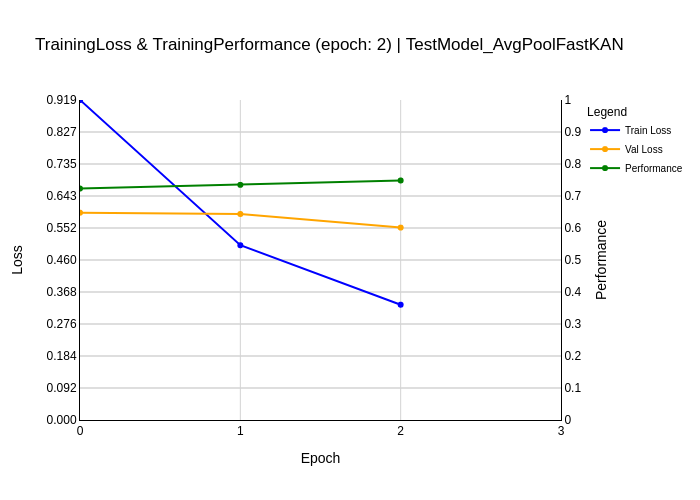 TrainingLoss & TrainingPerformance (epoch: 2) | TestModel_AvgPoolFastKAN
Legend
Train Loss
Val Loss
Performance
Loss
0.919
0.827
0.735
0.643
0.552
0.460
0.368
0.276
0.184
0.092
0.000
1
0.9
0.8
0.7
0.6
0.5
0.4
0.3
0.2
0.1
0
Performance
0 1 2 3
Epoch